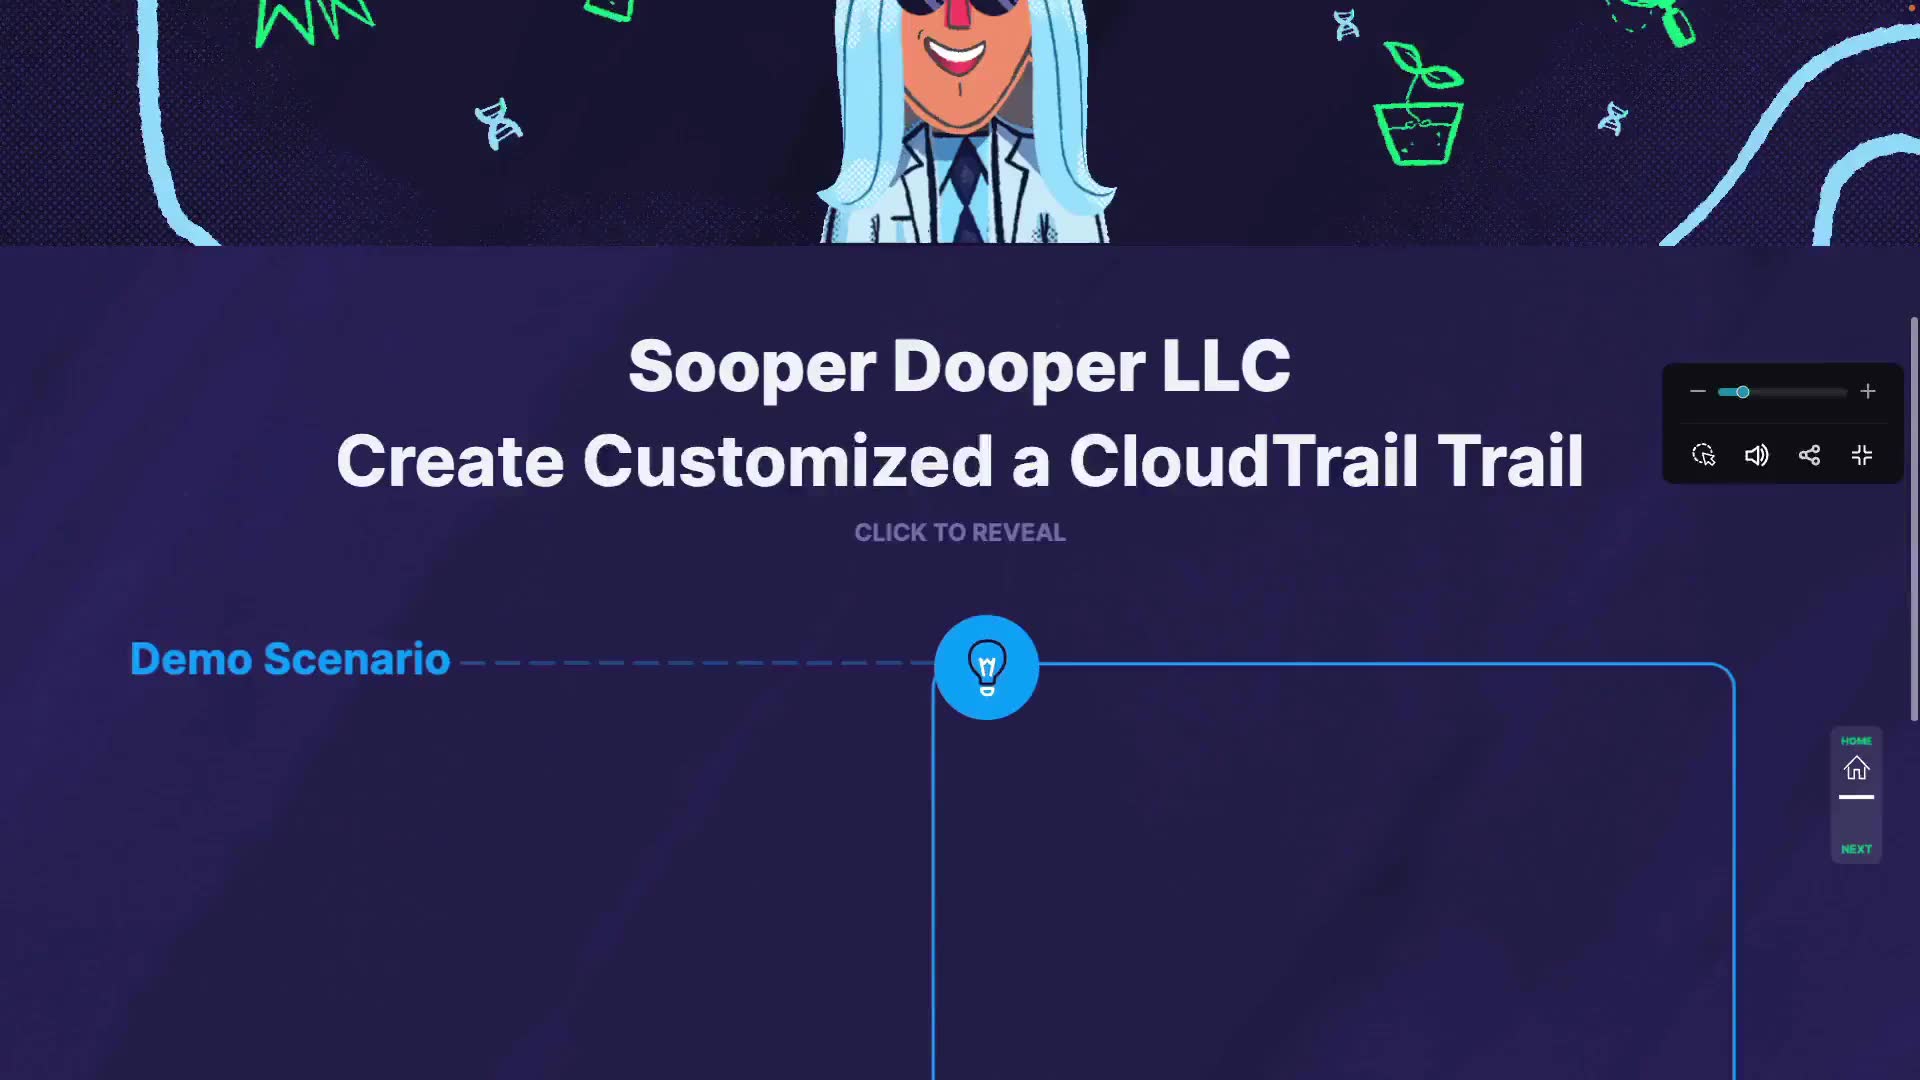 Sooper Dooper LLC
Create Customized a CloudTrail Trail
CLICK TO REVEAL
Demo Scenario
HOME
NEXT